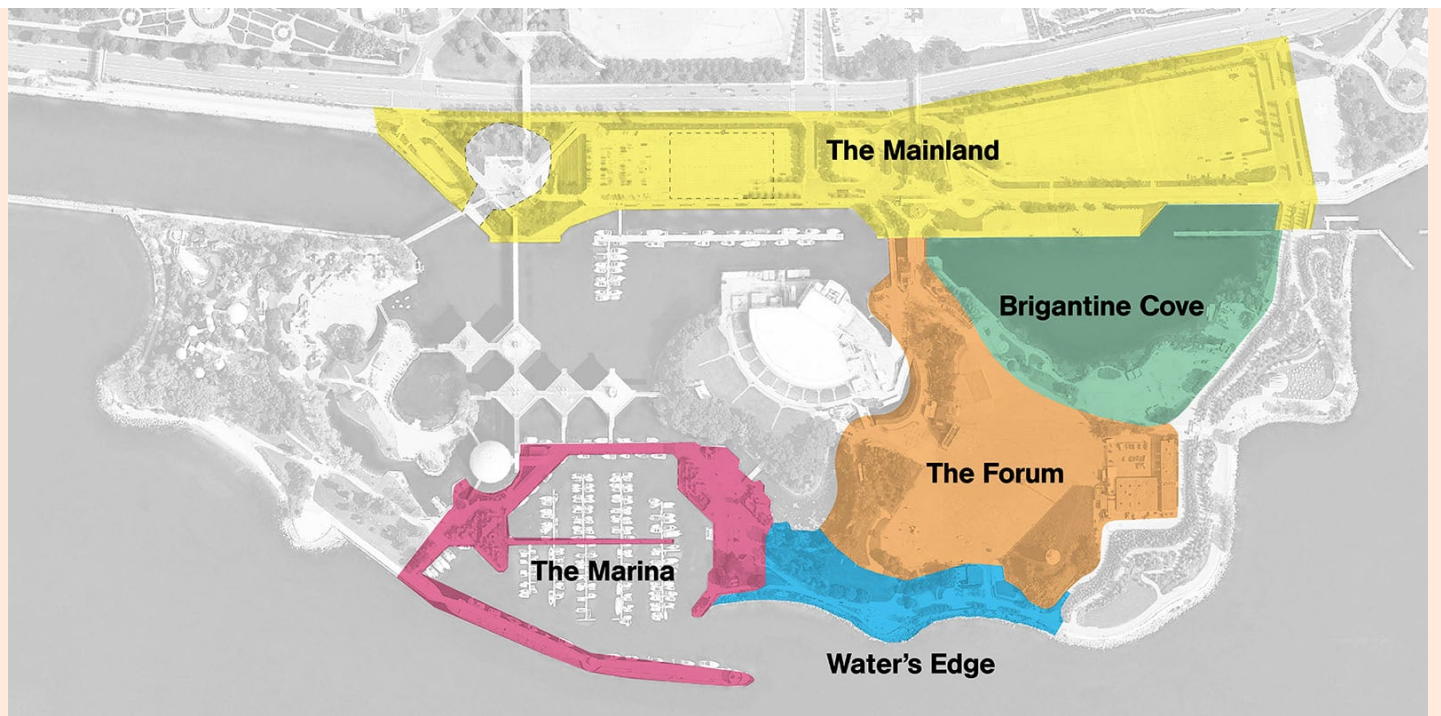 The Mainland
Brigantine Cove
The Forum
The Marina
Water's Edge